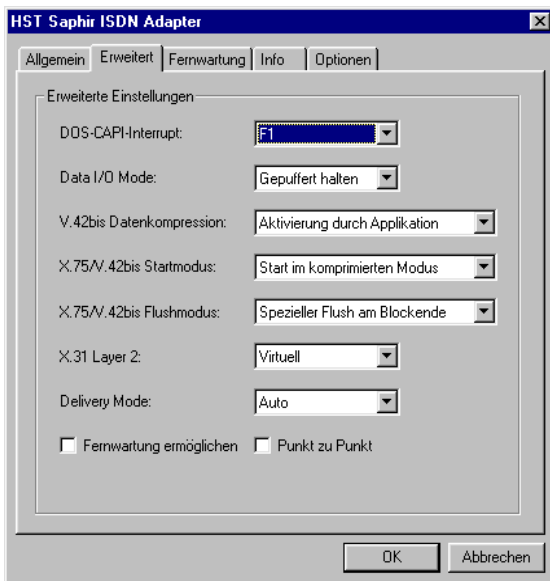 HST Saphir ISDN Adapter
Allgemein Erweitert Fernwartung Info Optionen
Erweiterte Einstellungen
DOS-CAPI-Interrupt: F1
Data I/O Mode: Gepuffert halten
V.42bis Datenkompression: Aktivierung durch Applikation
X.75/V.42bis Startmodus: Start im komprimierten Modus
X.75/V.42bis Flushmodus: Spezieller Flush am Blockende
X.31 Layer 2: Virtuell
Delivery Mode: Auto
Fernwartung ermöglichen Punkt zu Punkt
OK Abbrechen